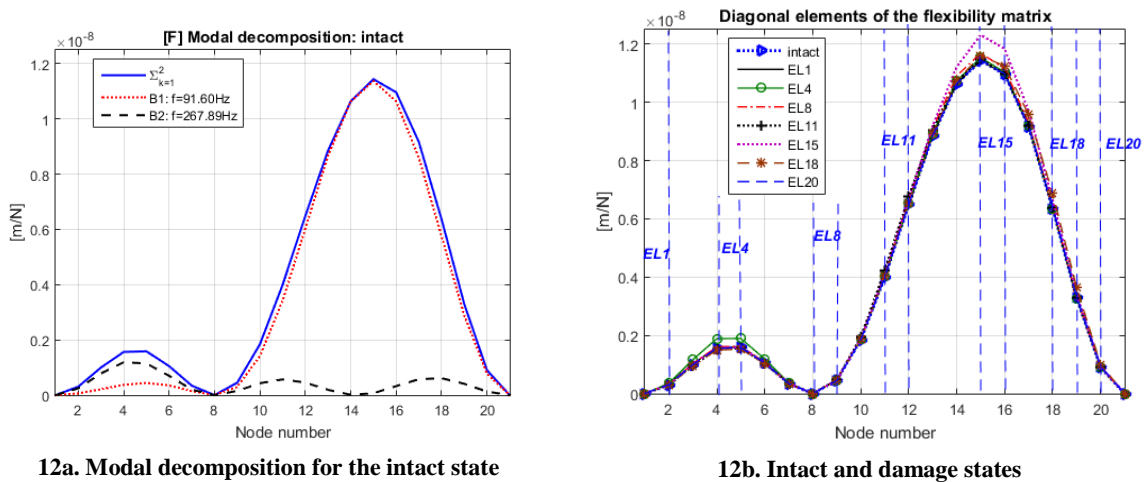 ×10⁻⁸
[F] Modal decomposition: intact
1.2
1
0.8
0.6
0.4
0.2
0
[m/N]
Σ²ₖ₌₁
B1: f=91.60Hz
B2: f=267.89Hz
2 4 6 8 10 12 14 16 18 20
Node number
12a. Modal decomposition for the intact state
×10⁻⁸
Diagonal elements of the flexibility matrix
1.2
1
0.8
0.6
0.4
0.2
0
[m/N]
intact
EL1
EL4
EL8
EL11
EL15
EL18
EL20
EL1
EL4
EL8
EL11
EL15
EL18
EL20
2 4 6 8 10 12 14 16 18 20
Node number
12b. Intact and damage states